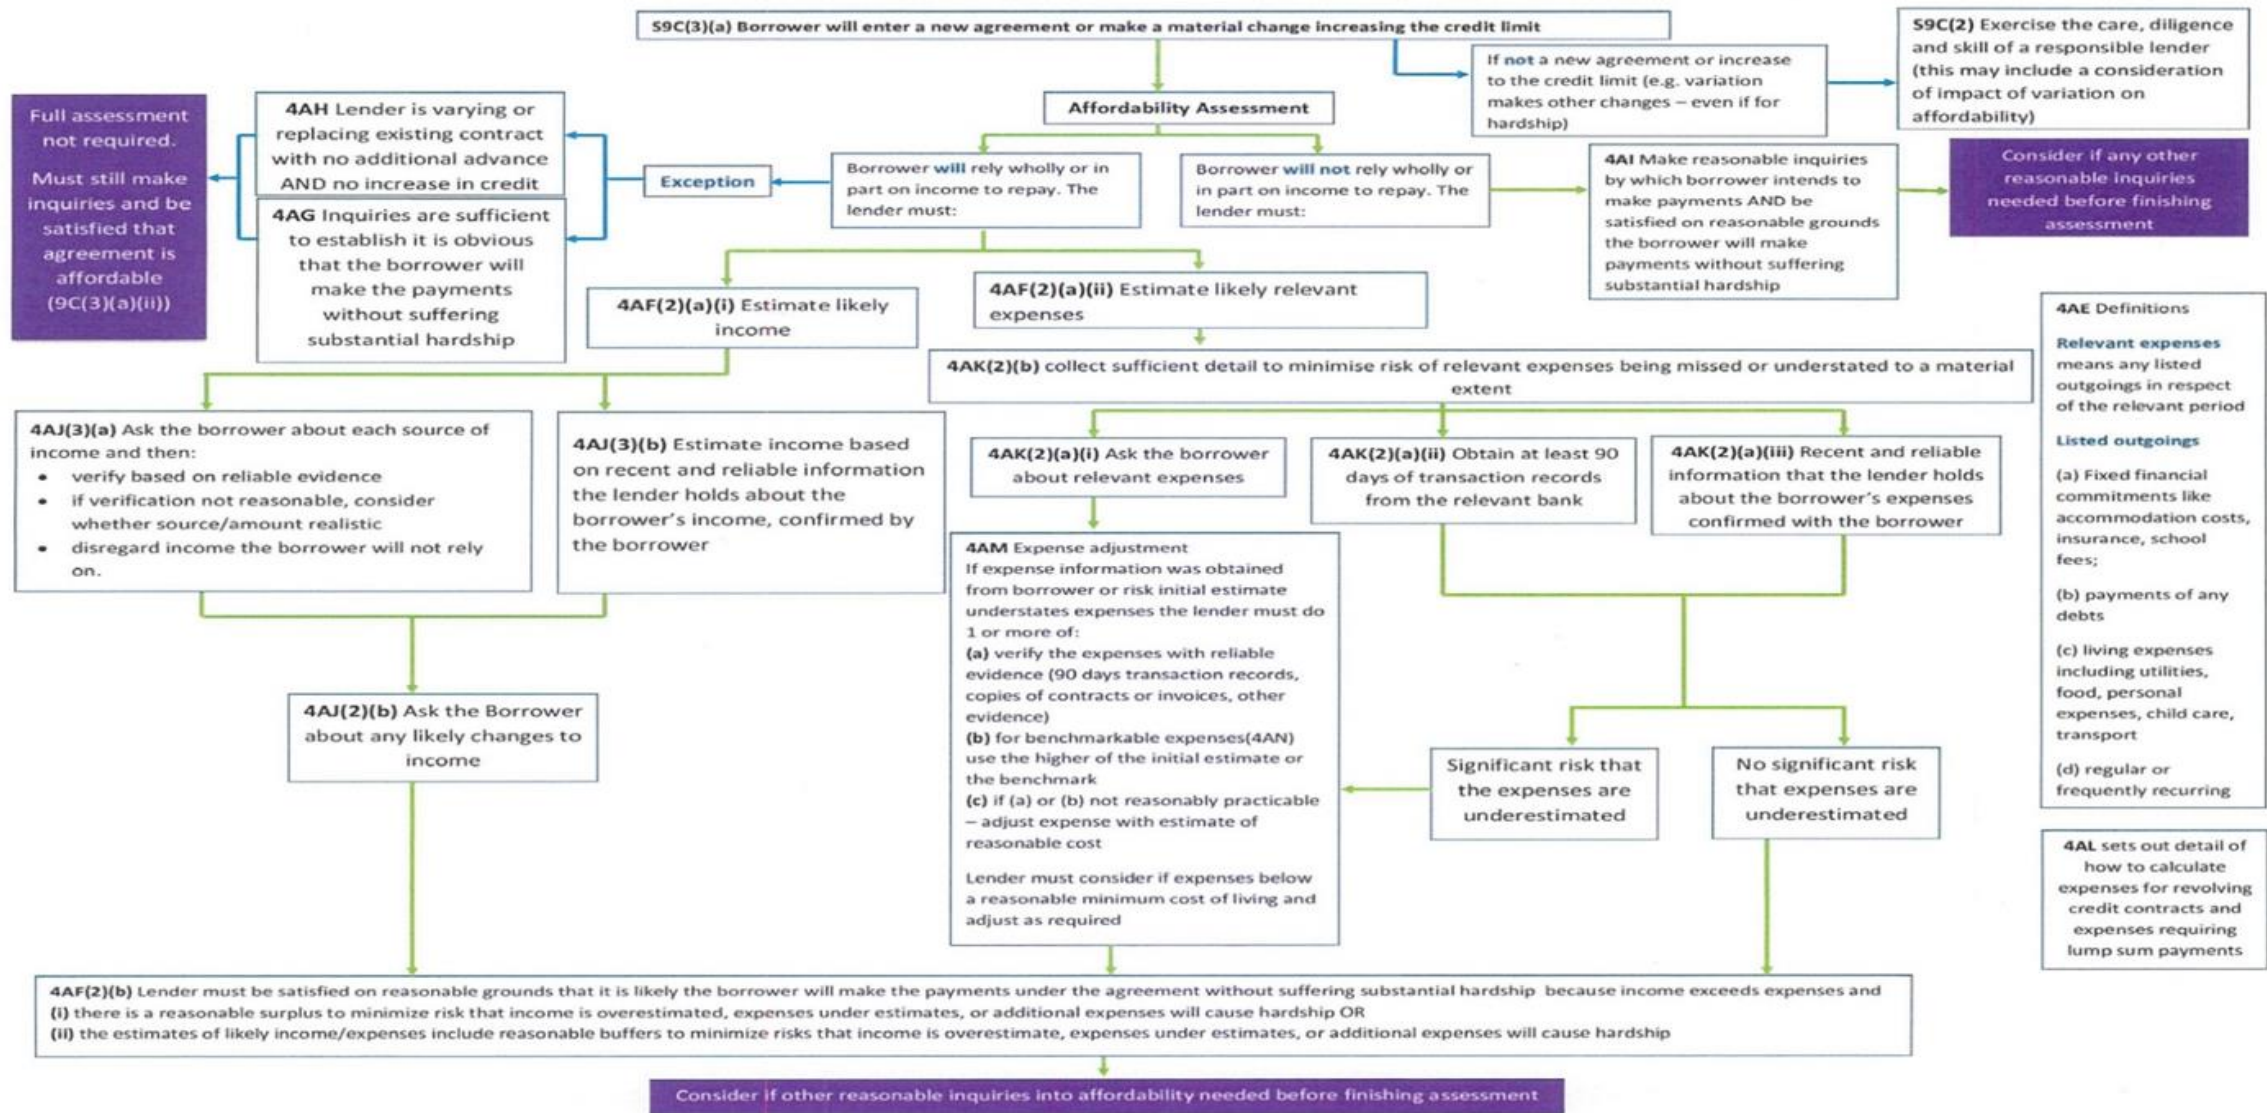 S9C(3)(a) Borrower will enter a new agreement or make a material change increasing the credit limit
If not a new agreement or increase
to the credit limit (e.g. variation
makes other changes – even if for
hardship)
S9C(2) Exercise the care, diligence
and skill of a responsible lender
(this may include a consideration
of impact of variation on
affordability)
Affordability Assessment
Full assessment
not required.
Must still make
inquiries and be
satisfied that
agreement is
affordable
(9C(3)(a)(ii))
4AH Lender is varying or
replacing existing contract
with no additional advance
AND no increase in credit
4AG Inquiries are sufficient
to establish it is obvious
that the borrower will
make the payments
without suffering
substantial hardship
Exception
Borrower will rely wholly or in
part on income to repay. The
lender must:
Borrower will not rely wholly or
in part on income to repay. The
lender must:
4AI Make reasonable inquiries
by which borrower intends to
make payments AND be
satisfied on reasonable grounds
the borrower will make
payments without suffering
substantial hardship
Consider if any other
reasonable inquiries
needed before finishing
assessment
4AF(2)(a)(i) Estimate likely
income
4AF(2)(a)(ii) Estimate likely relevant
expenses
4AK(2)(b) collect sufficient detail to minimise risk of relevant expenses being missed or understated to a material
extent
4AJ(3)(a) Ask the borrower about each source of
income and then:
• verify based on reliable evidence
• if verification not reasonable, consider
whether source/amount realistic
• disregard income the borrower will not rely
on.
4AJ(3)(b) Estimate income based
on recent and reliable information
the lender holds about the
borrower's income, confirmed by
the borrower
4AK(2)(a)(i) Ask the borrower
about relevant expenses
4AK(2)(a)(ii) Obtain at least 90
days of transaction records
from the relevant bank
4AK(2)(a)(iii) Recent and reliable
information that the lender holds
about the borrower's expenses
confirmed with the borrower
4AM Expense adjustment
If expense information was obtained
from borrower or risk initial estimate
understates expenses the lender must do
1 or more of:
(a) verify the expenses with reliable
evidence (90 days transaction records,
copies of contracts or invoices, other
evidence)
(b) for benchmarkable expenses(4AN)
use the higher of the initial estimate or
the benchmark
(c) if (a) or (b) not reasonably practicable
– adjust expense with estimate of
reasonable cost
Lender must consider if expenses below
a reasonable minimum cost of living and
adjust as required
4AJ(2)(b) Ask the Borrower
about any likely changes to
income
Significant risk that
the expenses are
underestimated
No significant risk
that expenses are
underestimated
4AE Definitions
Relevant expenses
means any listed
outgoings in respect
of the relevant period
Listed outgoings
(a) Fixed financial
commitments like
accommodation costs,
insurance, school
fees;
(b) payments of any
debts
(c) living expenses
including utilities,
food, personal
expenses, child care,
transport
(d) regular or
frequently recurring
4AL sets out detail of
how to calculate
expenses for revolving
credit contracts and
expenses requiring
lump sum payments
4AF(2)(b) Lender must be satisfied on reasonable grounds that it is likely the borrower will make the payments under the agreement without suffering substantial hardship because income exceeds expenses and
(i) there is a reasonable surplus to minimize risk that income is overestimated, expenses under estimates, or additional expenses will cause hardship OR
(ii) the estimates of likely income/expenses include reasonable buffers to minimize risks that income is overestimate, expenses under estimates, or additional expenses will cause hardship
Consider if other reasonable inquiries into affordability needed before finishing assessment